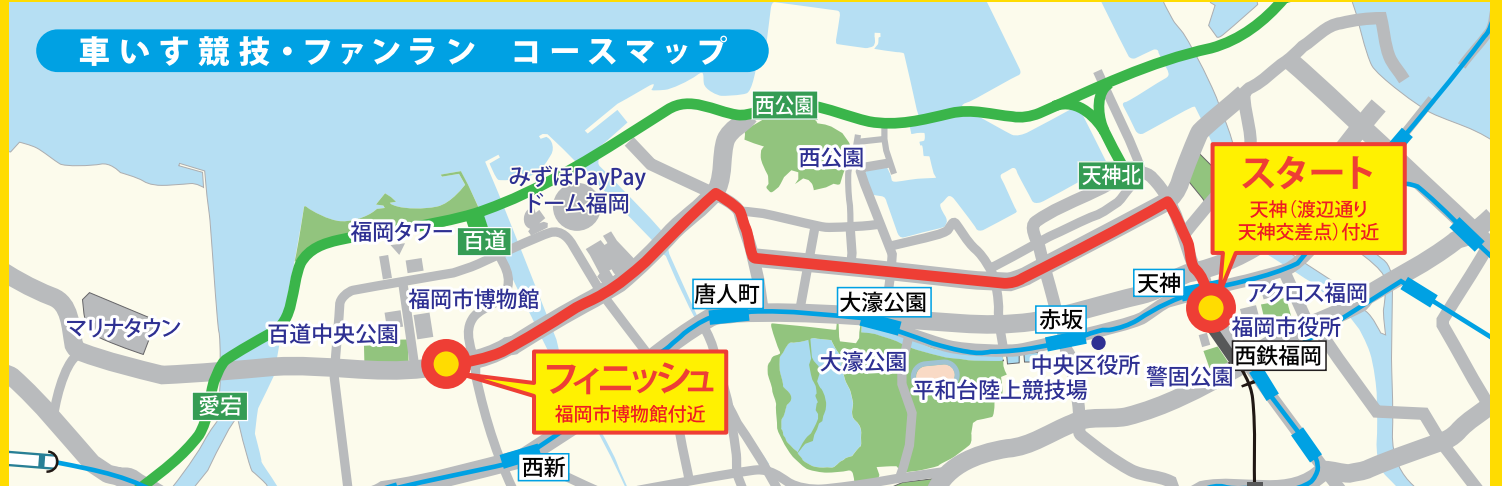 車いす競技・ファンラン コースマップ
西公園
西公園
みずほPayPay
ドーム福岡
天神北
スタート
天神（渡辺通り
天神交差点）付近
福岡タワー
百道
天神
唐人町
大濠公園
アクロス福岡
福岡市博物館
赤坂
福岡市役所
マリナタウン
百道中央公園
西鉄福岡
大濠公園
中央区役所
警固公園
平和台陸上競技場
フィニッシュ
福岡市博物館付近
愛宕
西新